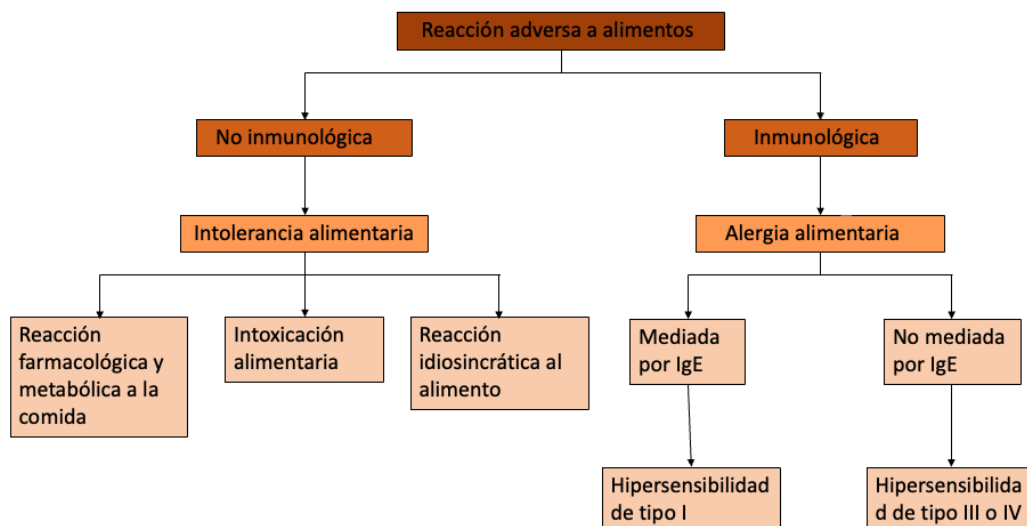 Reacción adversa a alimentos
No inmunológica
Inmunológica
Intolerancia alimentaria
Alergia alimentaria
Reacción
farmacológica y
metabólica a la
comida
Intoxicación
alimentaria
Reacción
idiosincrática al
alimento
Mediada
por IgE
No mediada
por IgE
Hipersensibilidad
de tipo I
Hipersensibilida
d de tipo III o IV